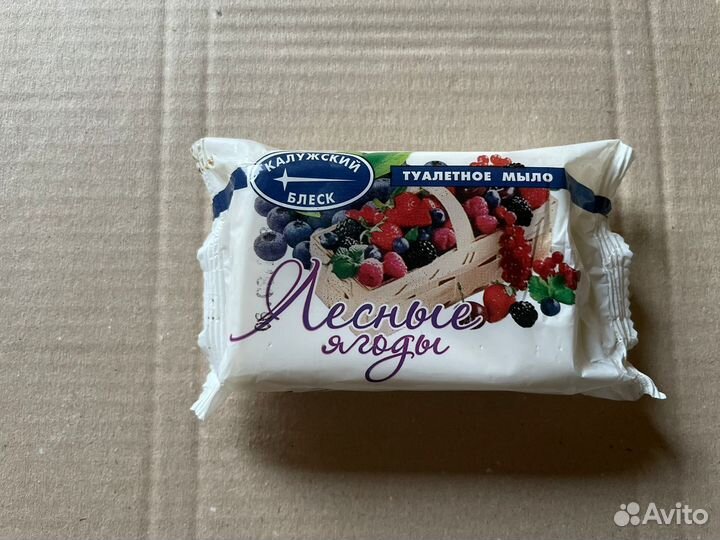 КАЛУЖСКИЙ
БЛЕСК
ТУАЛЕТНОЕ МЫЛО
Лесные
ягоды
Avito